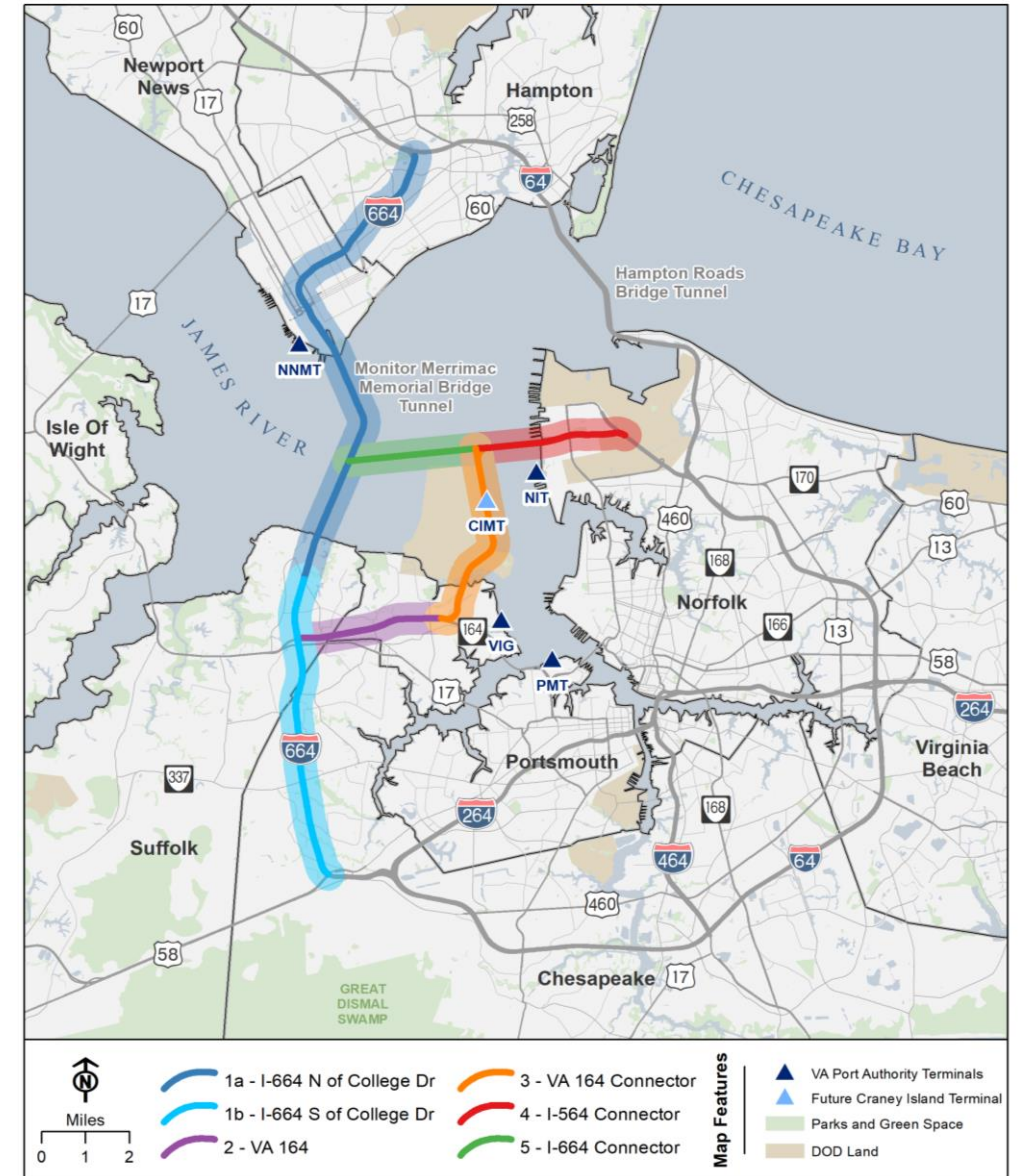 60
Newport
News
17
Hampton
258
64
664
60
CHESAPEAKE BAY
Hampton Roads
Bridge Tunnel
17
JAMES RIVER
NNMT
Monitor Merrimac
Memorial Bridge
Tunnel
Isle Of
Wight
NIT
170
CIMT
460
60
13
168
Norfolk
164
VIG
166
13
PMT
58
17
264
664
Portsmouth
Virginia
Beach
337
264
168
Suffolk
464
64
460
58
Chesapeake
17
GREAT
DISMAL
SWAMP
N
Miles
0 1 2
1a - I-664 N of College Dr
1b - I-664 S of College Dr
2 - VA 164
3 - VA 164 Connector
4 - I-564 Connector
5 - I-664 Connector
Map Features
VA Port Authority Terminals
Future Craney Island Terminal
Parks and Green Space
DOD Land